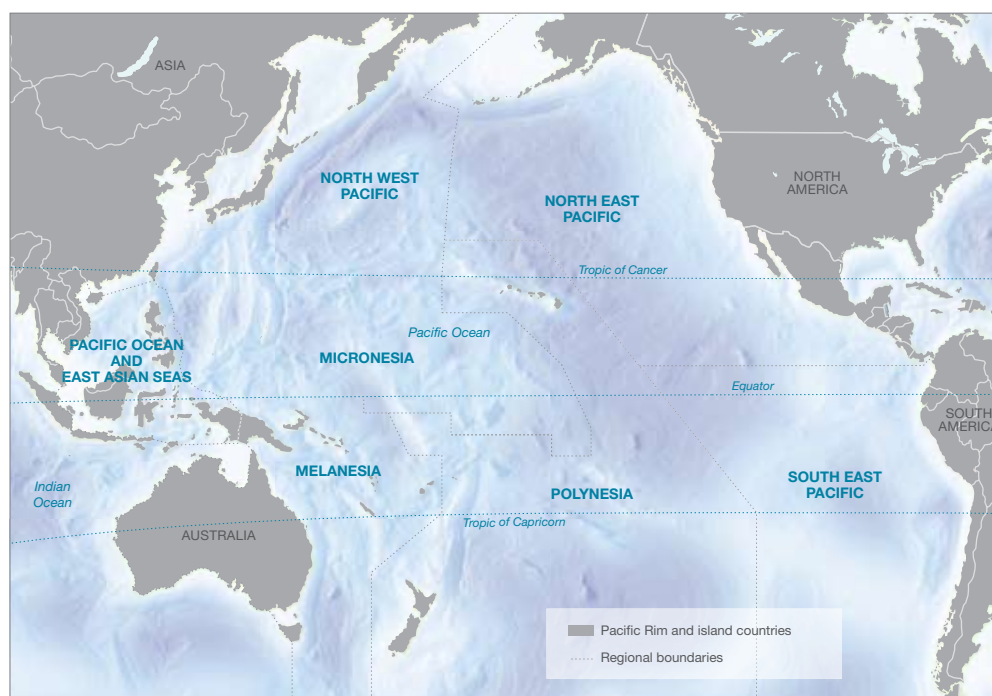 ASIA
NORTH WEST
PACIFIC
NORTH EAST
PACIFIC
NORTH
AMERICA
Tropic of Cancer
Pacific Ocean
PACIFIC OCEAN
AND
EAST ASIAN SEAS
MICRONESIA
Equator
SOUTH
AMERICA
MELANESIA
POLYNESIA
SOUTH EAST
PACIFIC
Indian
Ocean
Tropic of Capricorn
AUSTRALIA
Pacific Rim and island countries
Regional boundaries